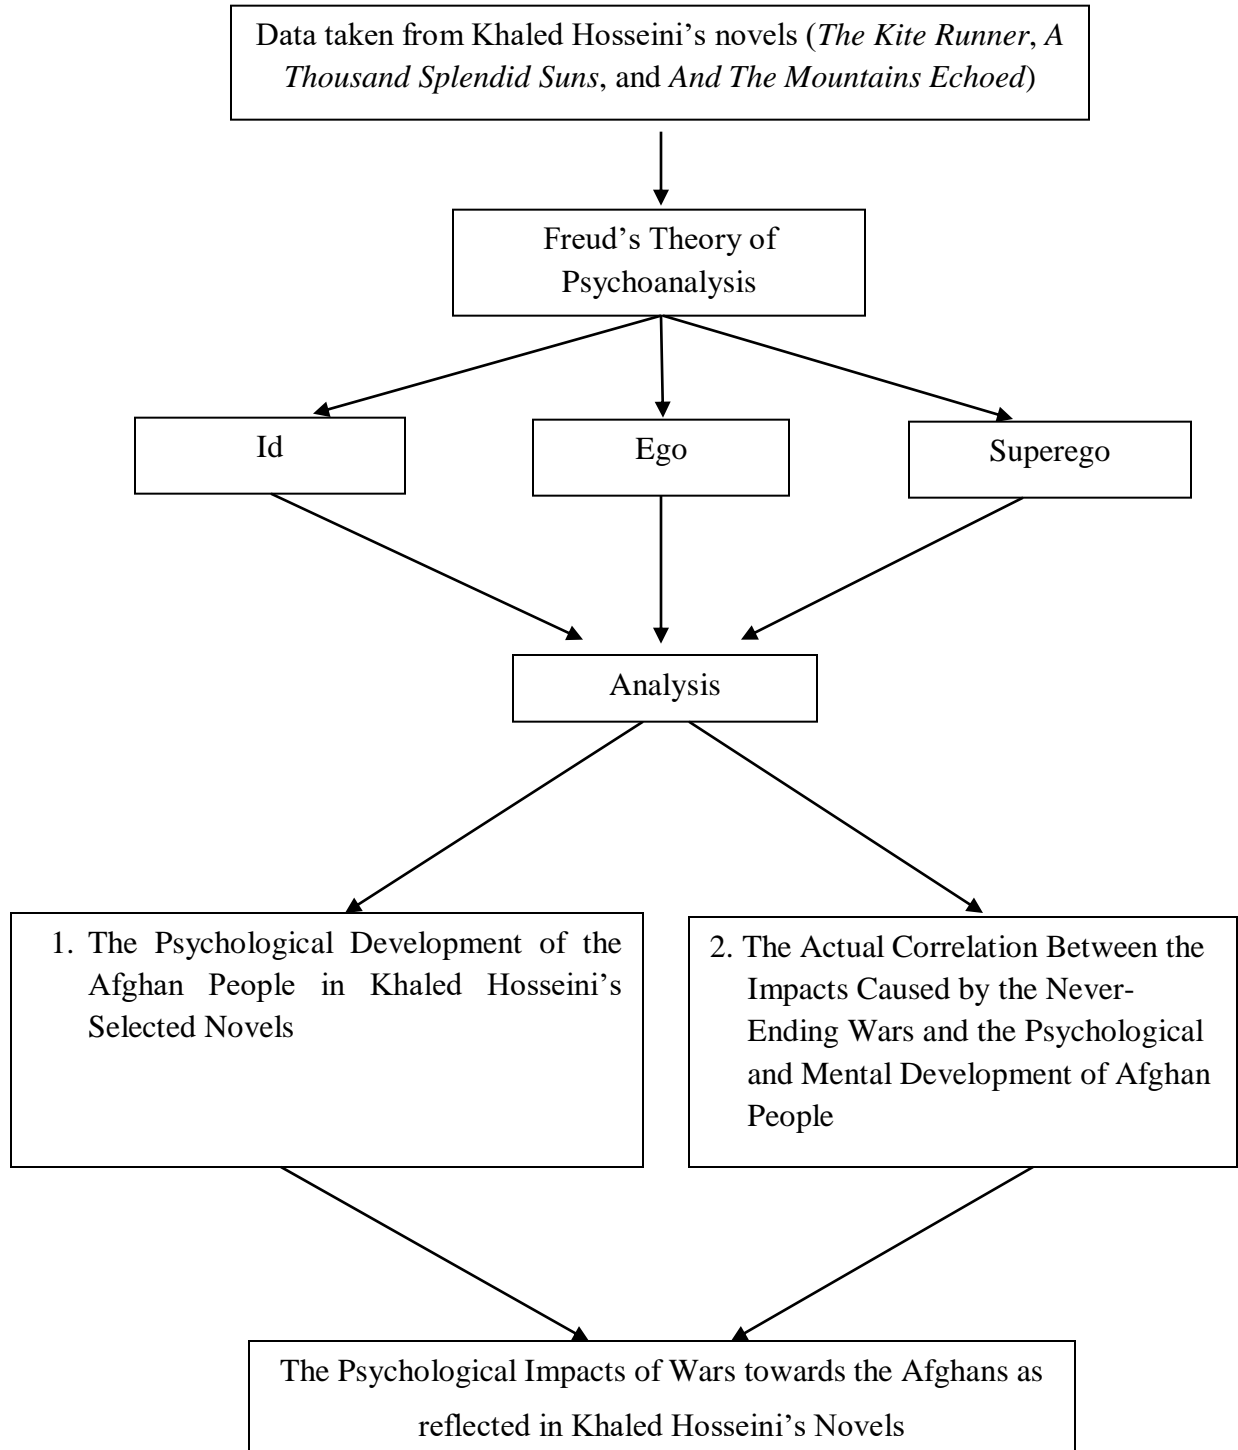 Data taken from Khaled Hosseini’s novels (The Kite Runner, A
Thousand Splendid Suns, and And The Mountains Echoed)
Freud’s Theory of
Psychoanalysis
Id
Ego
Superego
Analysis
1. The Psychological Development of the
Afghan People in Khaled Hosseini’s
Selected Novels
2. The Actual Correlation Between the
Impacts Caused by the Never-
Ending Wars and the Psychological
and Mental Development of Afghan
People
The Psychological Impacts of Wars towards the Afghans as
reflected in Khaled Hosseini’s Novels